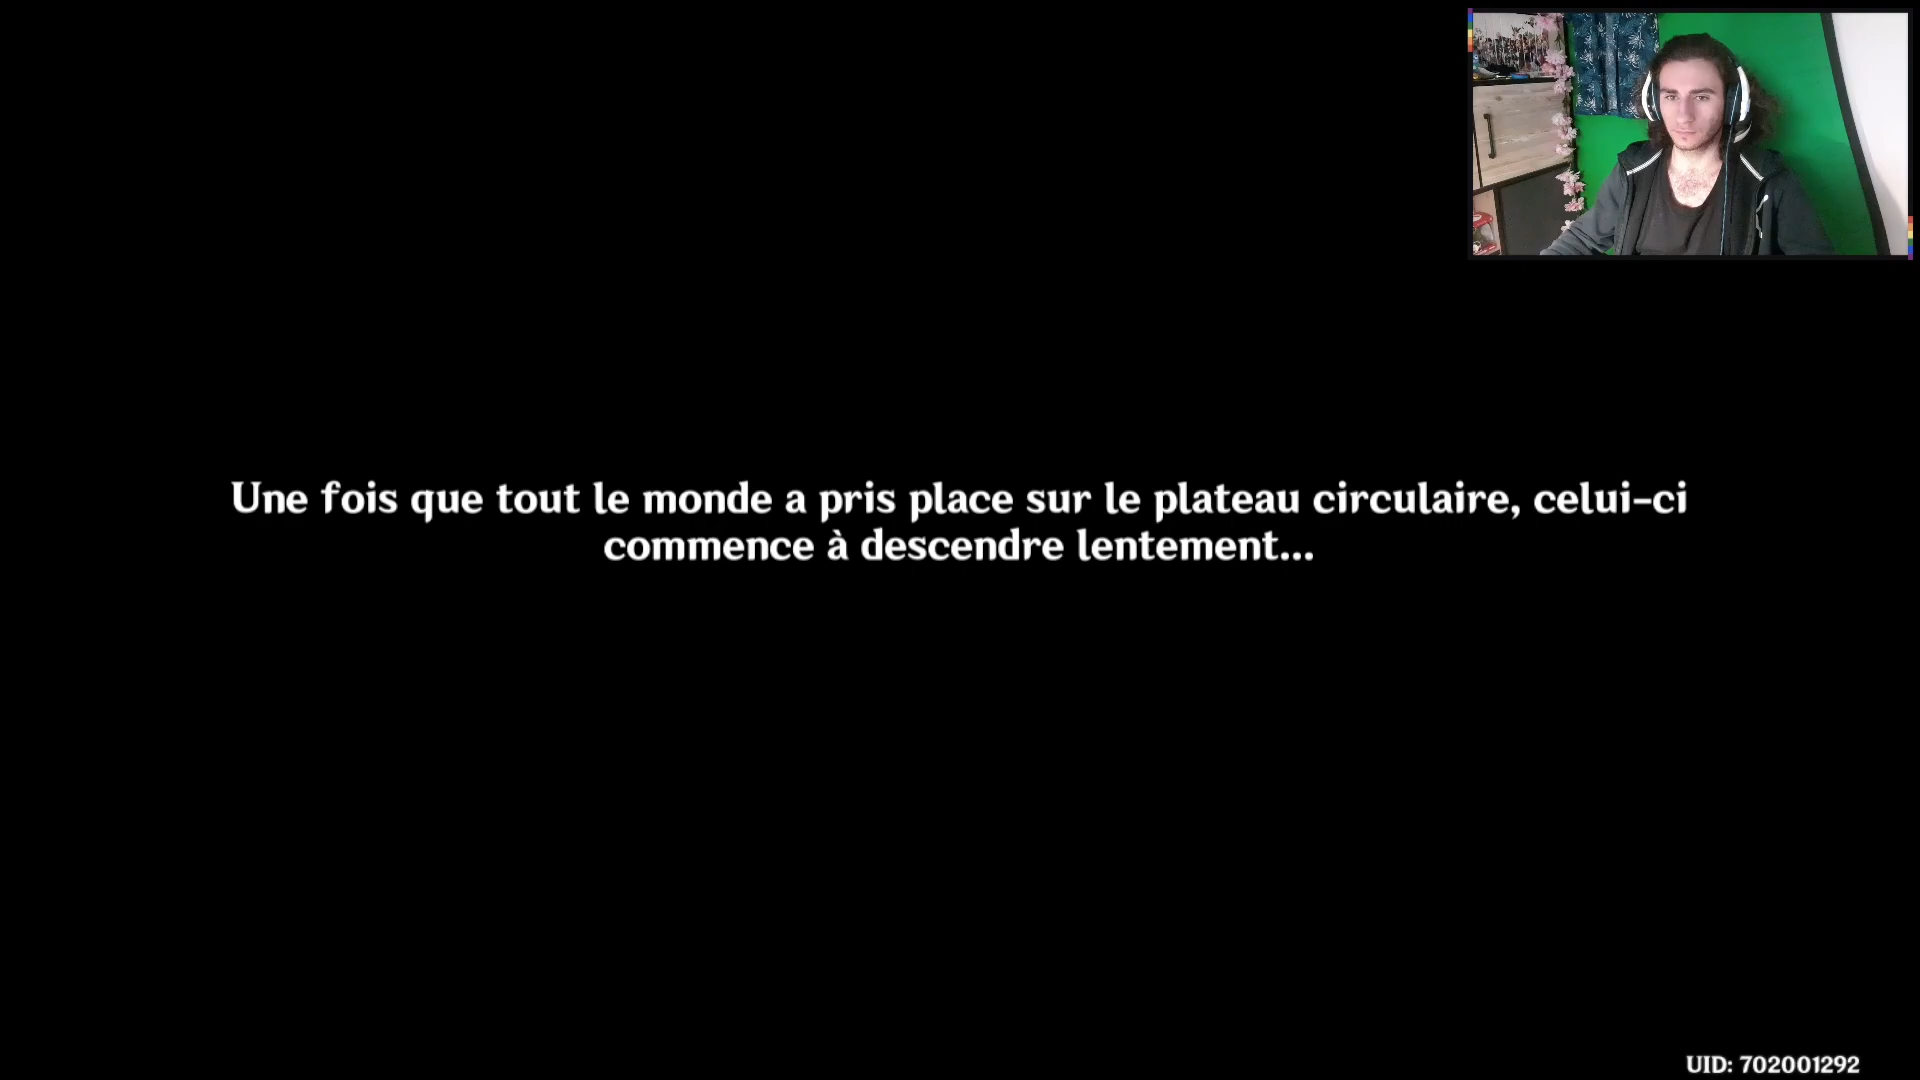 Une fois que tout le monde a pris place sur le plateau circulaire, celui-ci
commence à descendre lentement...
UID: 702001292